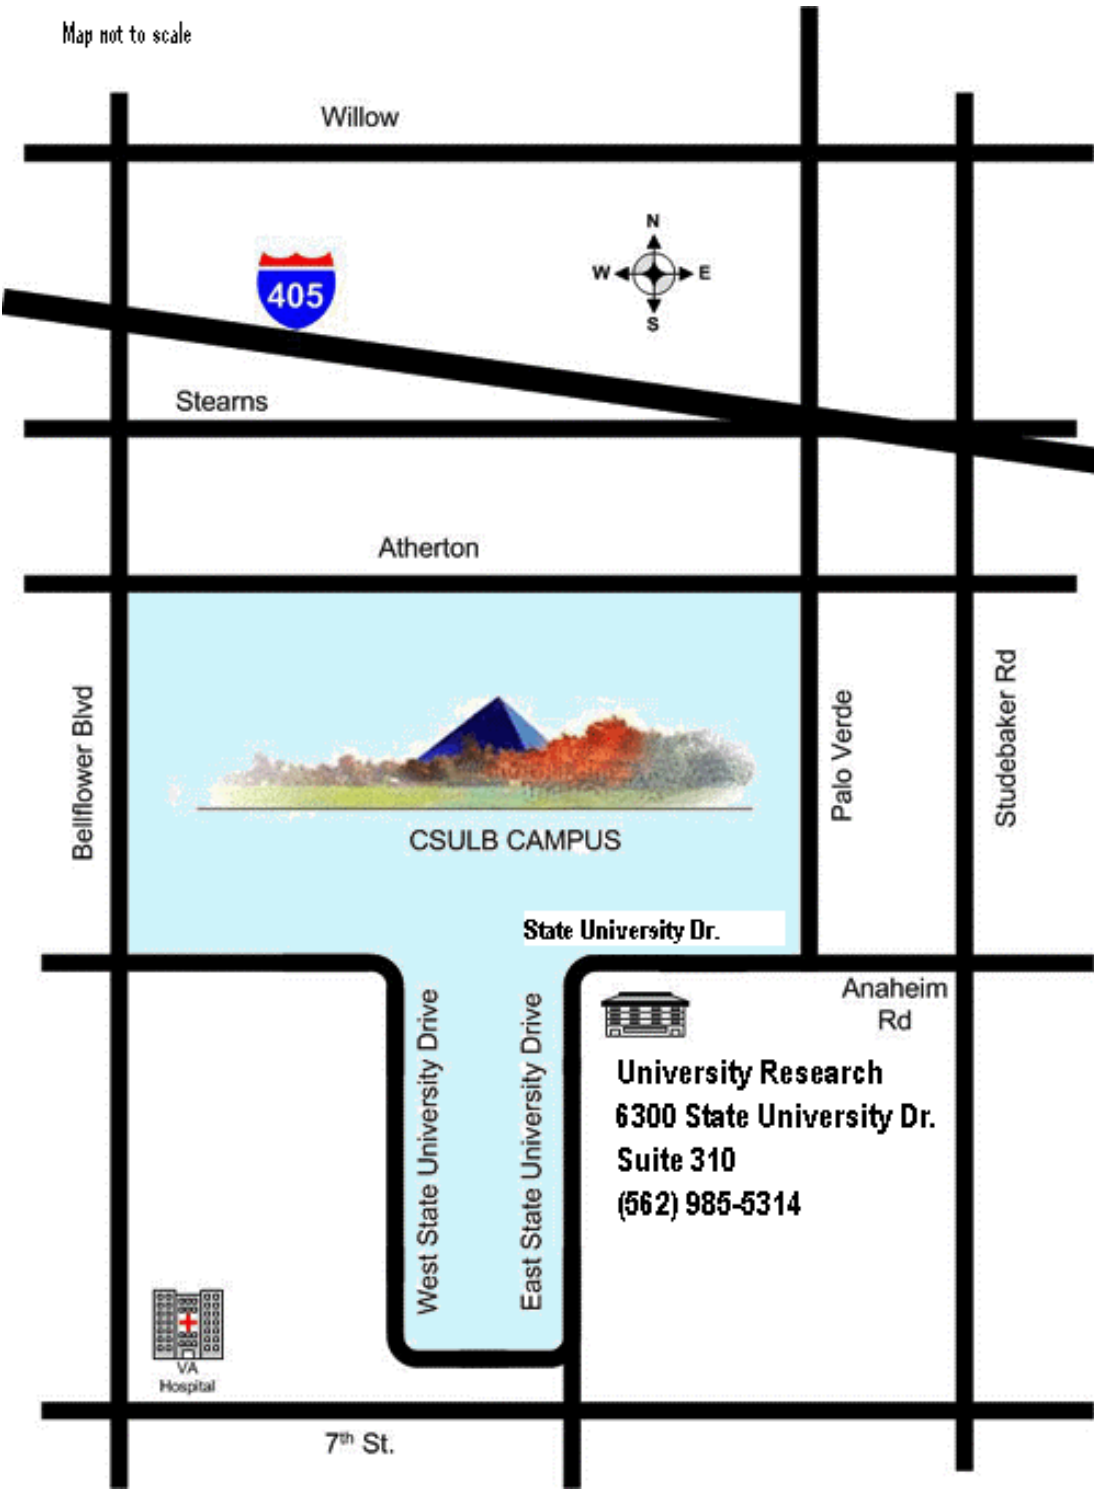 Map not to scale
Willow
N
W E
S
405
Stearns
Atherton
Bellflower Blvd
Palo Verde
Studebaker Rd
CSULB CAMPUS
State University Dr.
Anaheim
Rd
West State University Drive
East State University Drive
University Research
6300 State University Dr.
Suite 310
(562) 985-5314
VA
Hospital
7th St.